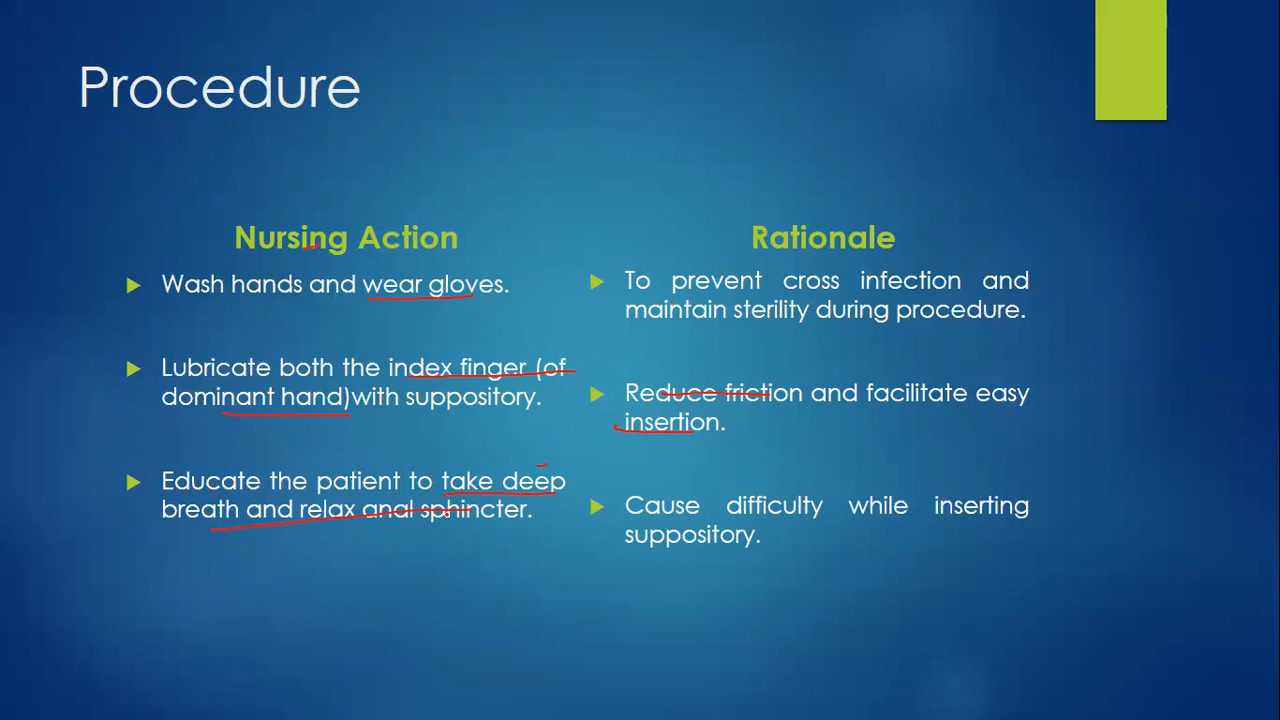 Procedure
Nursing Action
Wash hands and wear gloves.
Lubricate both the index finger (of
dominant hand)with suppository.
Educate the patient to take deep
breath and relax anal sphincter.
Rationale
To prevent cross infection and
maintain sterility during procedure.
Reduce friction and facilitate easy
insertion.
Cause difficulty while inserting
suppository.